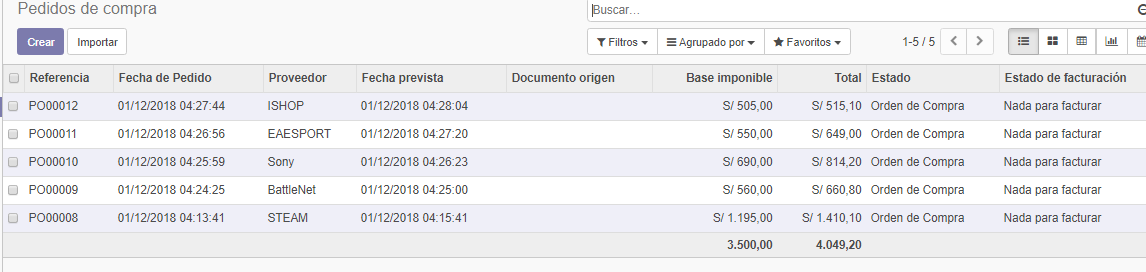 Pedidos de compra
Buscar...
Crear Importar Filtros Agrupado por Favoritos 1-5 / 5
Referencia Fecha de Pedido Proveedor Fecha prevista Documento origen Base imponible Total Estado Estado de facturación
PO00012 01/12/2018 04:27:44 ISHOP 01/12/2018 04:28:04 S/ 505,00 S/ 515,10 Orden de Compra Nada para facturar
PO00011 01/12/2018 04:26:56 EAESPORT 01/12/2018 04:27:20 S/ 550,00 S/ 649,00 Orden de Compra Nada para facturar
PO00010 01/12/2018 04:25:59 Sony 01/12/2018 04:26:23 S/ 690,00 S/ 814,20 Orden de Compra Nada para facturar
PO00009 01/12/2018 04:24:25 BattleNet 01/12/2018 04:25:00 S/ 560,00 S/ 660,80 Orden de Compra Nada para facturar
PO00008 01/12/2018 04:13:41 STEAM 01/12/2018 04:15:41 S/ 1.195,00 S/ 1.410,10 Orden de Compra Nada para facturar
3.500,00 4.049,20